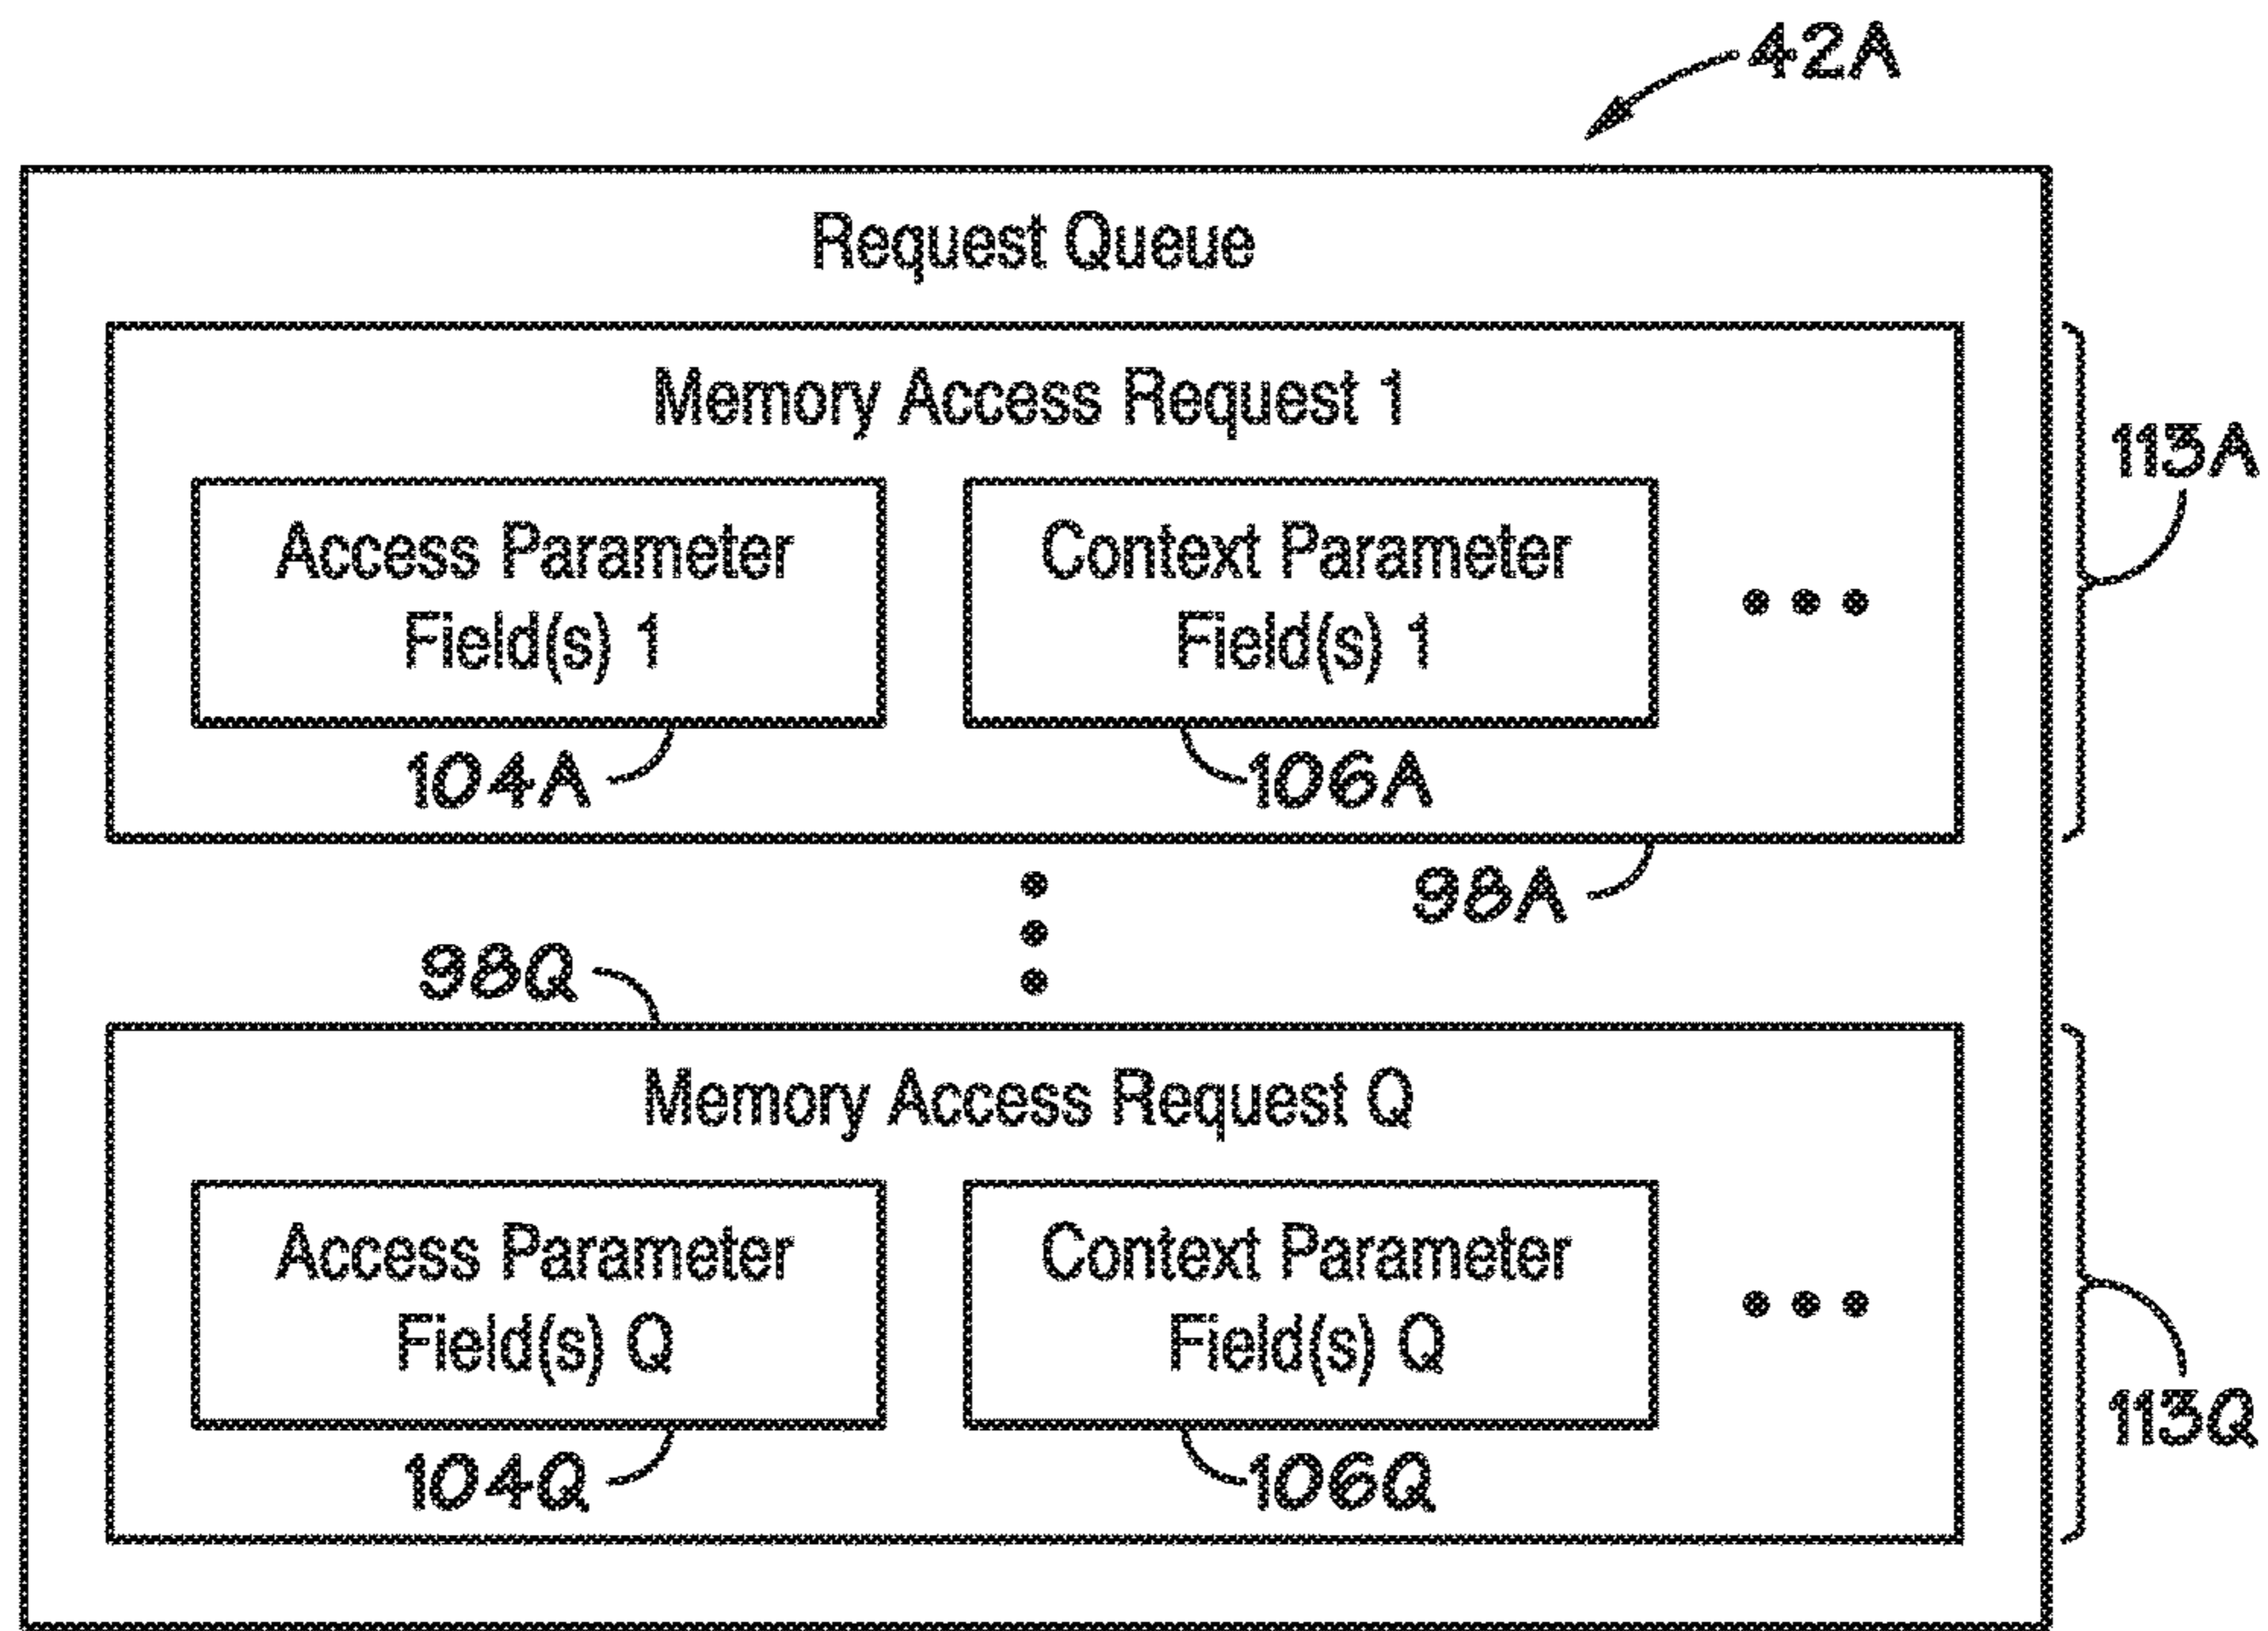 42A
Request Queue
Memory Access Request 1
113A
Access Parameter
Field(s) 1
Context Parameter
Field(s) 1
104A
106A
98A
98Q
Memory Access Request Q
Access Parameter
Field(s) Q
Context Parameter
Field(s) Q
113Q
104Q
106Q